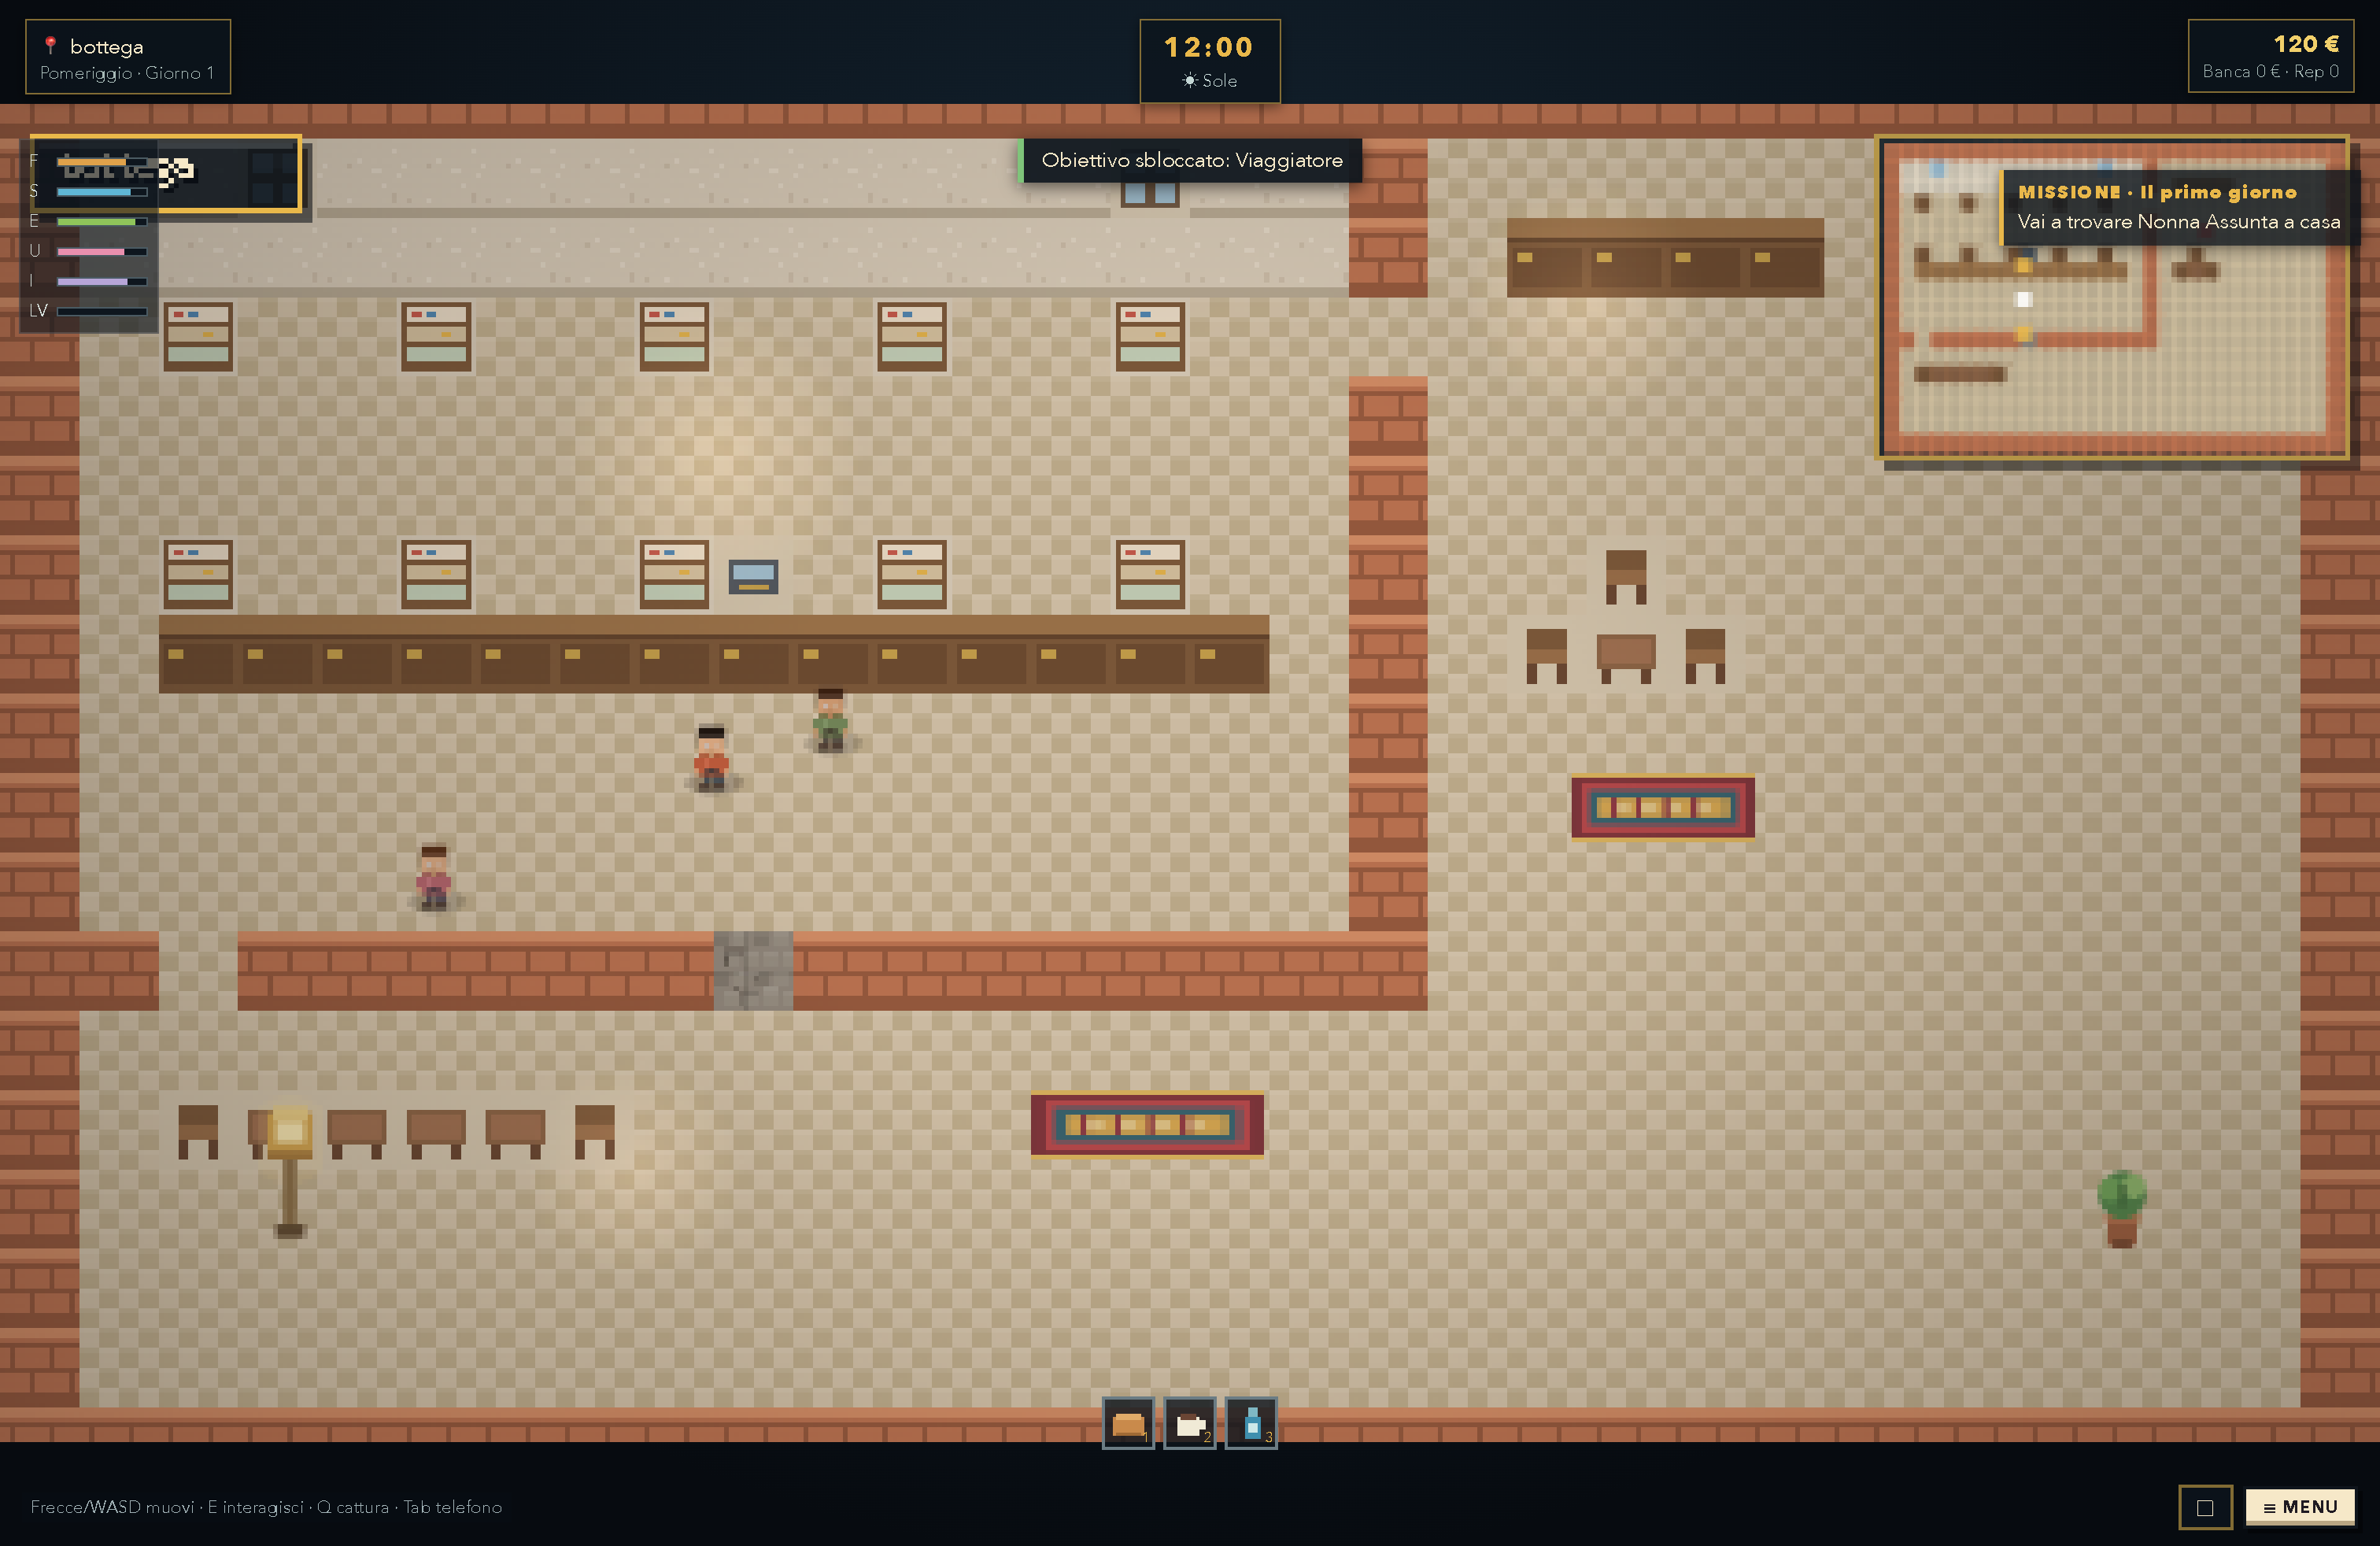 📍 bottega
Pomeriggio · Giorno 1
12:00
☀ Sole
120 €
Banca 0 € · Rep 0
F
S
E
U
I
LV
Obiettivo sbloccato: Viaggiatore
MISSIONE · Il primo giorno
Vai a trovare Nonna Assunta a casa
1
2
3
Frecce/WASD muovi · E interagisci · Q cattura · Tab telefono
≡ MENU